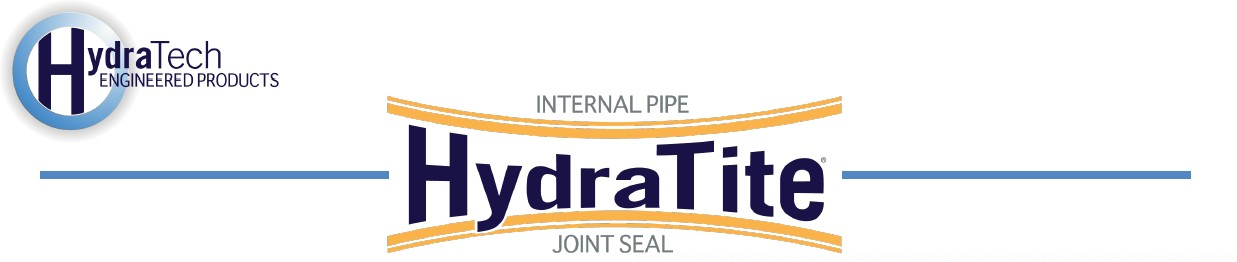 HydraTech
ENGINEERED PRODUCTS
INTERNAL PIPE
HydraTite®
JOINT SEAL